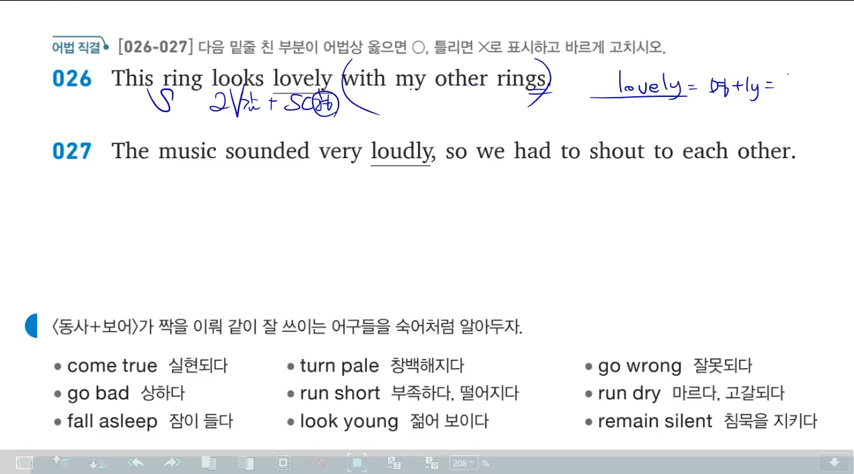 어법 직결 [026-027] 다음 밑줄 친 부분이 어법상 옳으면 ○, 틀리면 ×로 표시하고 바르게 고치시오.
026 This ring looks lovely (with my other rings)
lovely = 명+ly =
S 2V감 + SC(형)
027 The music sounded very loudly, so we had to shout to each other.
〈동사+보어〉가 짝을 이뤄 같이 잘 쓰이는 어구들을 숙어처럼 알아두자.
• come true 실현되다 • turn pale 창백해지다 • go wrong 잘못되다
• go bad 상하다 • run short 부족하다, 떨어지다 • run dry 마르다, 고갈되다
• fall asleep 잠이 들다 • look young 젊어 보이다 • remain silent 침묵을 지키다
208 %